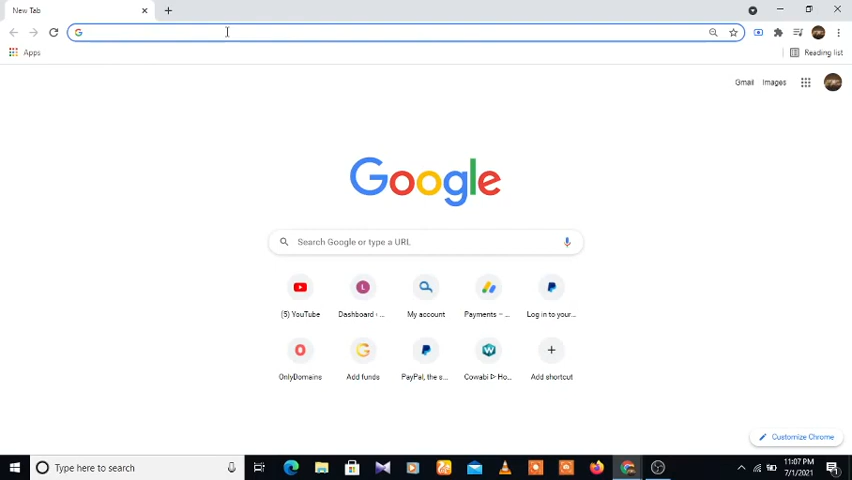 New Tab
Apps
Reading list
Gmail Images
Google
Search Google or type a URL
(5) YouTube Dashboard ‹ ... My account Payments – ... Log in to your...
OnlyDomains Add funds PayPal, the s... Cowabi ᐅ Ho... Add shortcut
Customize Chrome
Type here to search
11:07 PM
7/1/2021